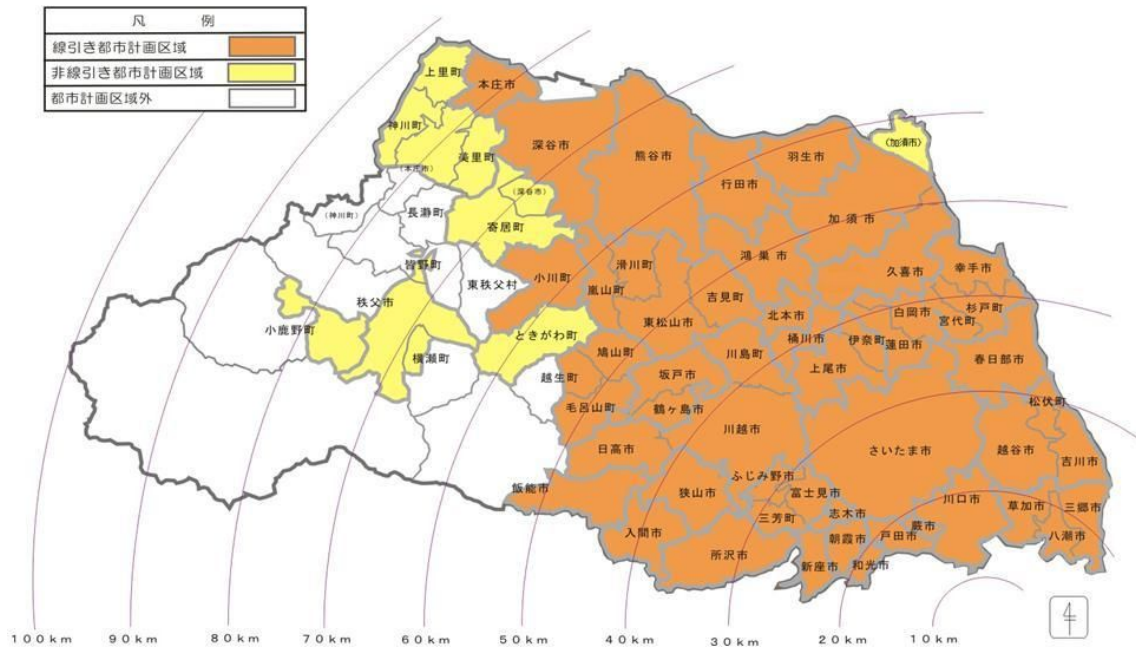 凡　例
線引き都市計画区域
非線引き都市計画区域
都市計画区域外
上里町
本庄市
神川町
美里町
深谷市
熊谷市
行田市
羽生市
〈加須市〉
（本庄市）
（深谷市）
（神川町）
長瀞町
寄居町
加須市
皆野町
東秩父村
小川町
滑川町
嵐山町
吉見町
鴻巣市
久喜市
幸手市
秩父市
小鹿野町
横瀬町
ときがわ町
東松山市
北本市
桶川市
白岡市
杉戸町
宮代町
伊奈町
蓮田市
鳩山町
川島町
上尾市
春日部市
越生町
坂戸市
毛呂山町
鶴ヶ島市
川越市
松伏町
さいたま市
越谷市
吉川市
日高市
飯能市
狭山市
ふじみ野市
富士見市
三芳町
志木市
川口市
草加市
三郷市
入間市
所沢市
朝霞市
戸田市
蕨市
八潮市
新座市
和光市
100km
90km
80km
70km
60km
50km
40km
30km
20km
10km